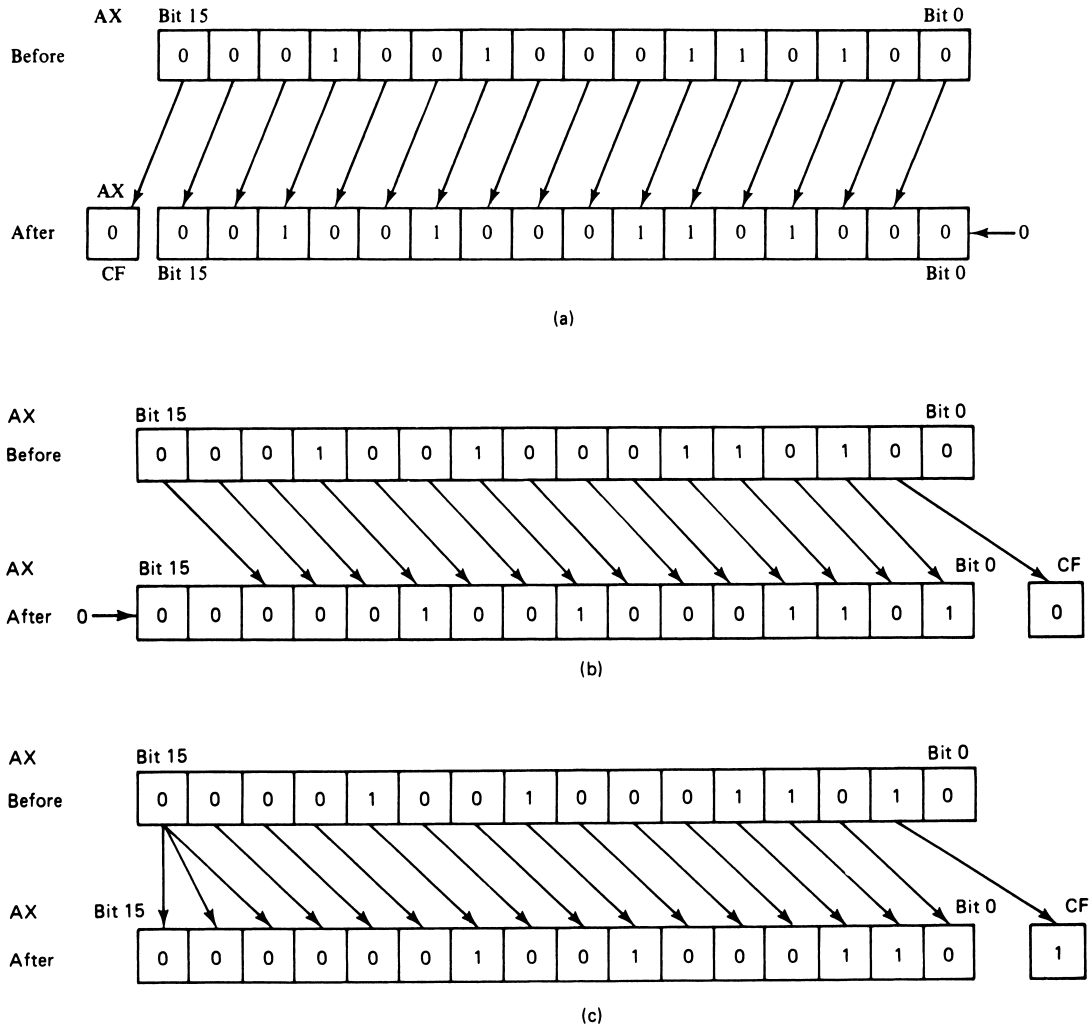 AX Bit 15 Bit 0
Before 0 0 0 1 0 0 1 0 0 0 1 1 0 1 0 0
AX
After 0 0 0 1 0 0 1 0 0 0 1 1 0 1 0 0 0 0
CF Bit 15 Bit 0
(a)
AX Bit 15 Bit 0
Before 0 0 0 1 0 0 1 0 0 0 1 1 0 1 0 0
AX Bit 15 Bit 0 CF
After 0 0 0 0 0 0 1 0 0 1 0 0 0 1 1 0 1 0
(b)
AX Bit 15 Bit 0
Before 0 0 0 0 1 0 0 1 0 0 0 1 1 0 1 0
AX Bit 15 Bit 0 CF
After 0 0 0 0 0 0 1 0 0 1 0 0 0 1 1 0 1
(c)